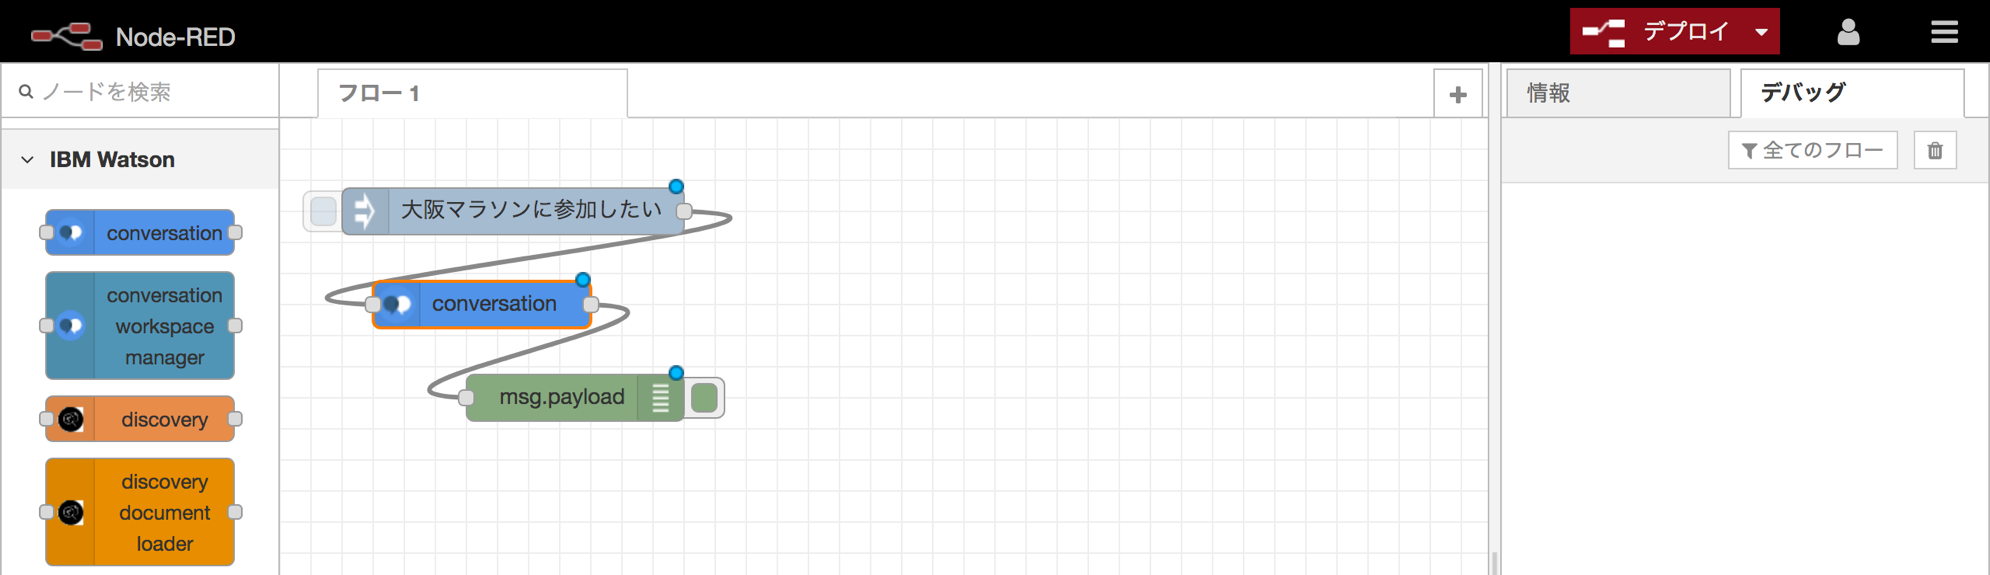 Node-RED
デプロイ
ノードを検索
フロー 1
+
情報
デバッグ
全てのフロー
IBM Watson
conversation
conversation
workspace
manager
discovery
discovery
document
loader
大阪マラソンに参加したい
conversation
msg.payload